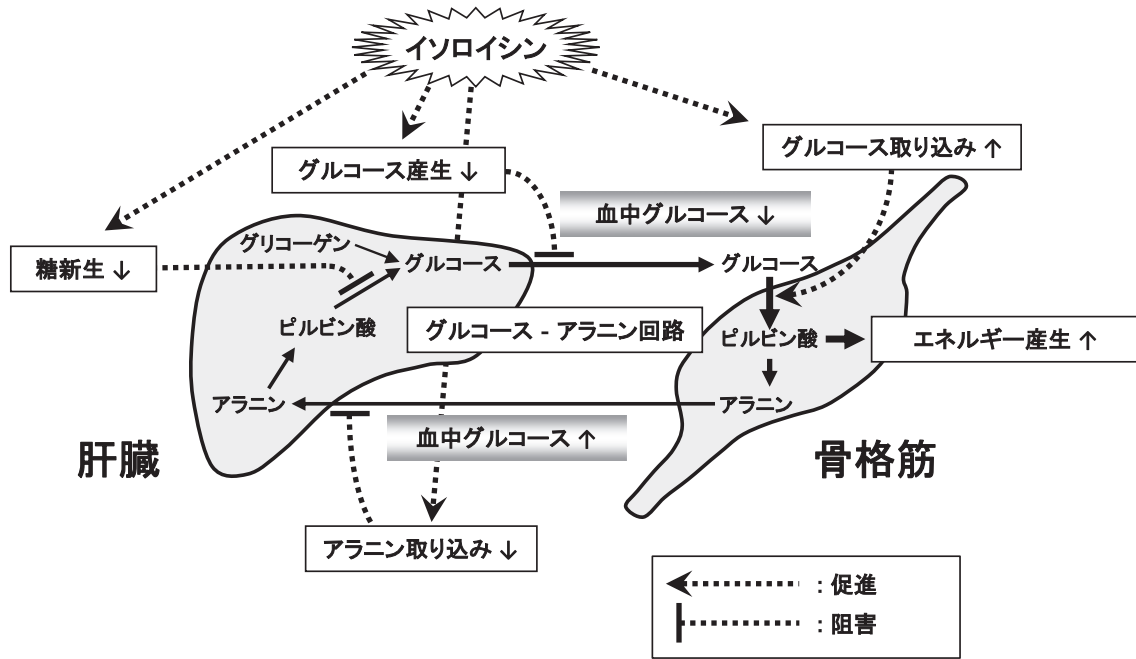 イソロイシン
グルコース取り込み ↑
グルコース産生 ↓
血中グルコース ↓
糖新生 ↓
グリコーゲン
グルコース
グルコース
ピルビン酸
グルコース - アラニン回路
ピルビン酸
エネルギー産生 ↑
アラニン
アラニン
血中グルコース ↑
肝臓
骨格筋
アラニン取り込み ↓
: 促進
: 阻害